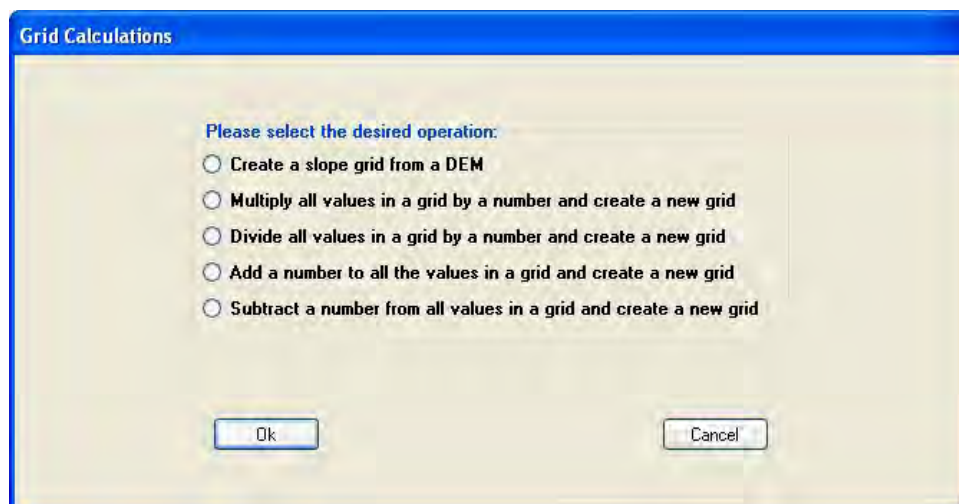 Grid Calculations
Please select the desired operation:
Create a slope grid from a DEM
Multiply all values in a grid by a number and create a new grid
Divide all values in a grid by a number and create a new grid
Add a number to all the values in a grid and create a new grid
Subtract a number from all values in a grid and create a new grid
Ok
Cancel